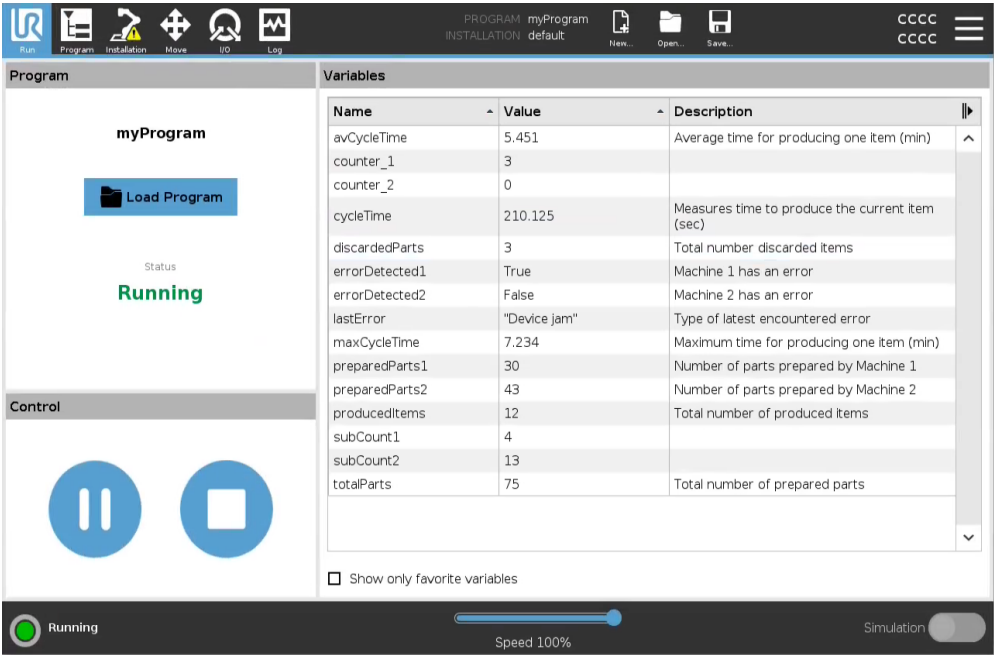 UR
PROGRAM myProgram
INSTALLATION default
CCCC
CCCC
Run Program Installation Move I/O Log New... Open... Save...
Program
myProgram
Load Program
Status
Running
Control
Variables
Name Value Description
avCycleTime 5.451 Average time for producing one item (min)
counter_1 3
counter_2 0
cycleTime 210.125 Measures time to produce the current item
(sec)
discardedParts 3 Total number discarded items
errorDetected1 True Machine 1 has an error
errorDetected2 False Machine 2 has an error
lastError "Device jam" Type of latest encountered error
maxCycleTime 7.234 Maximum time for producing one item (min)
preparedParts1 30 Number of parts prepared by Machine 1
preparedParts2 43 Number of parts prepared by Machine 2
producedItems 12 Total number of produced items
subCount1 4
subCount2 13
totalParts 75 Total number of prepared parts
Show only favorite variables
Running
Speed 100%
Simulation